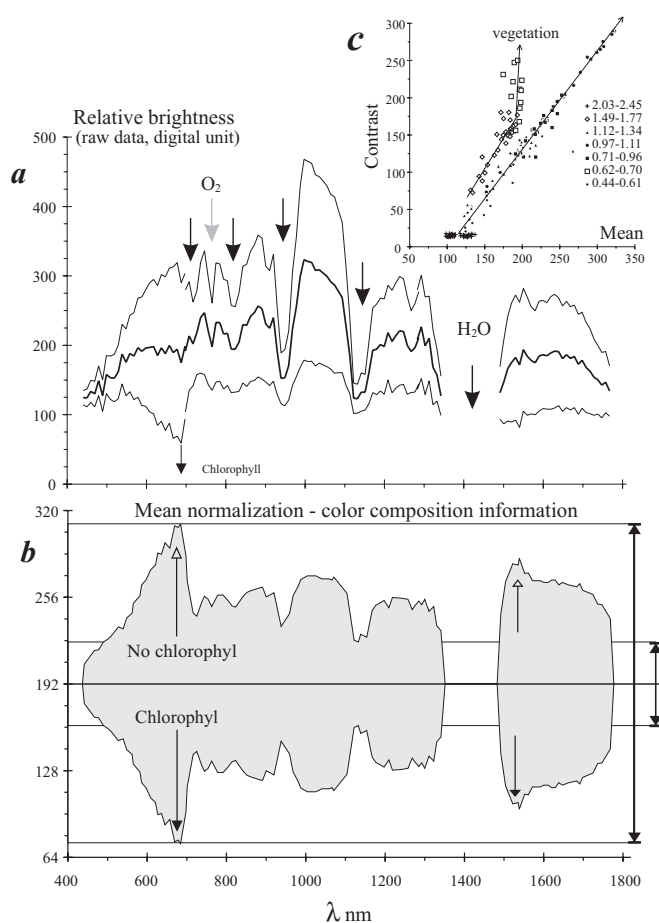 c
300
250
200
150
100
75
50
25
0
Contrast
vegetation
2.03-2.45
1.49-1.77
1.12-1.34
0.97-1.11
0.71-0.96
0.62-0.70
0.44-0.61
Mean
50 100 150 200 250 300 350
Relative brightness
(raw data, digital unit)
a
500
400
300
200
100
0
O2
H2O
Chlorophyll
Mean normalization - color composition information
b
320
256
192
128
64
No chlorophyl
Chlorophyl
400 600 800 1000 1200 1400 1600 1800
λ nm